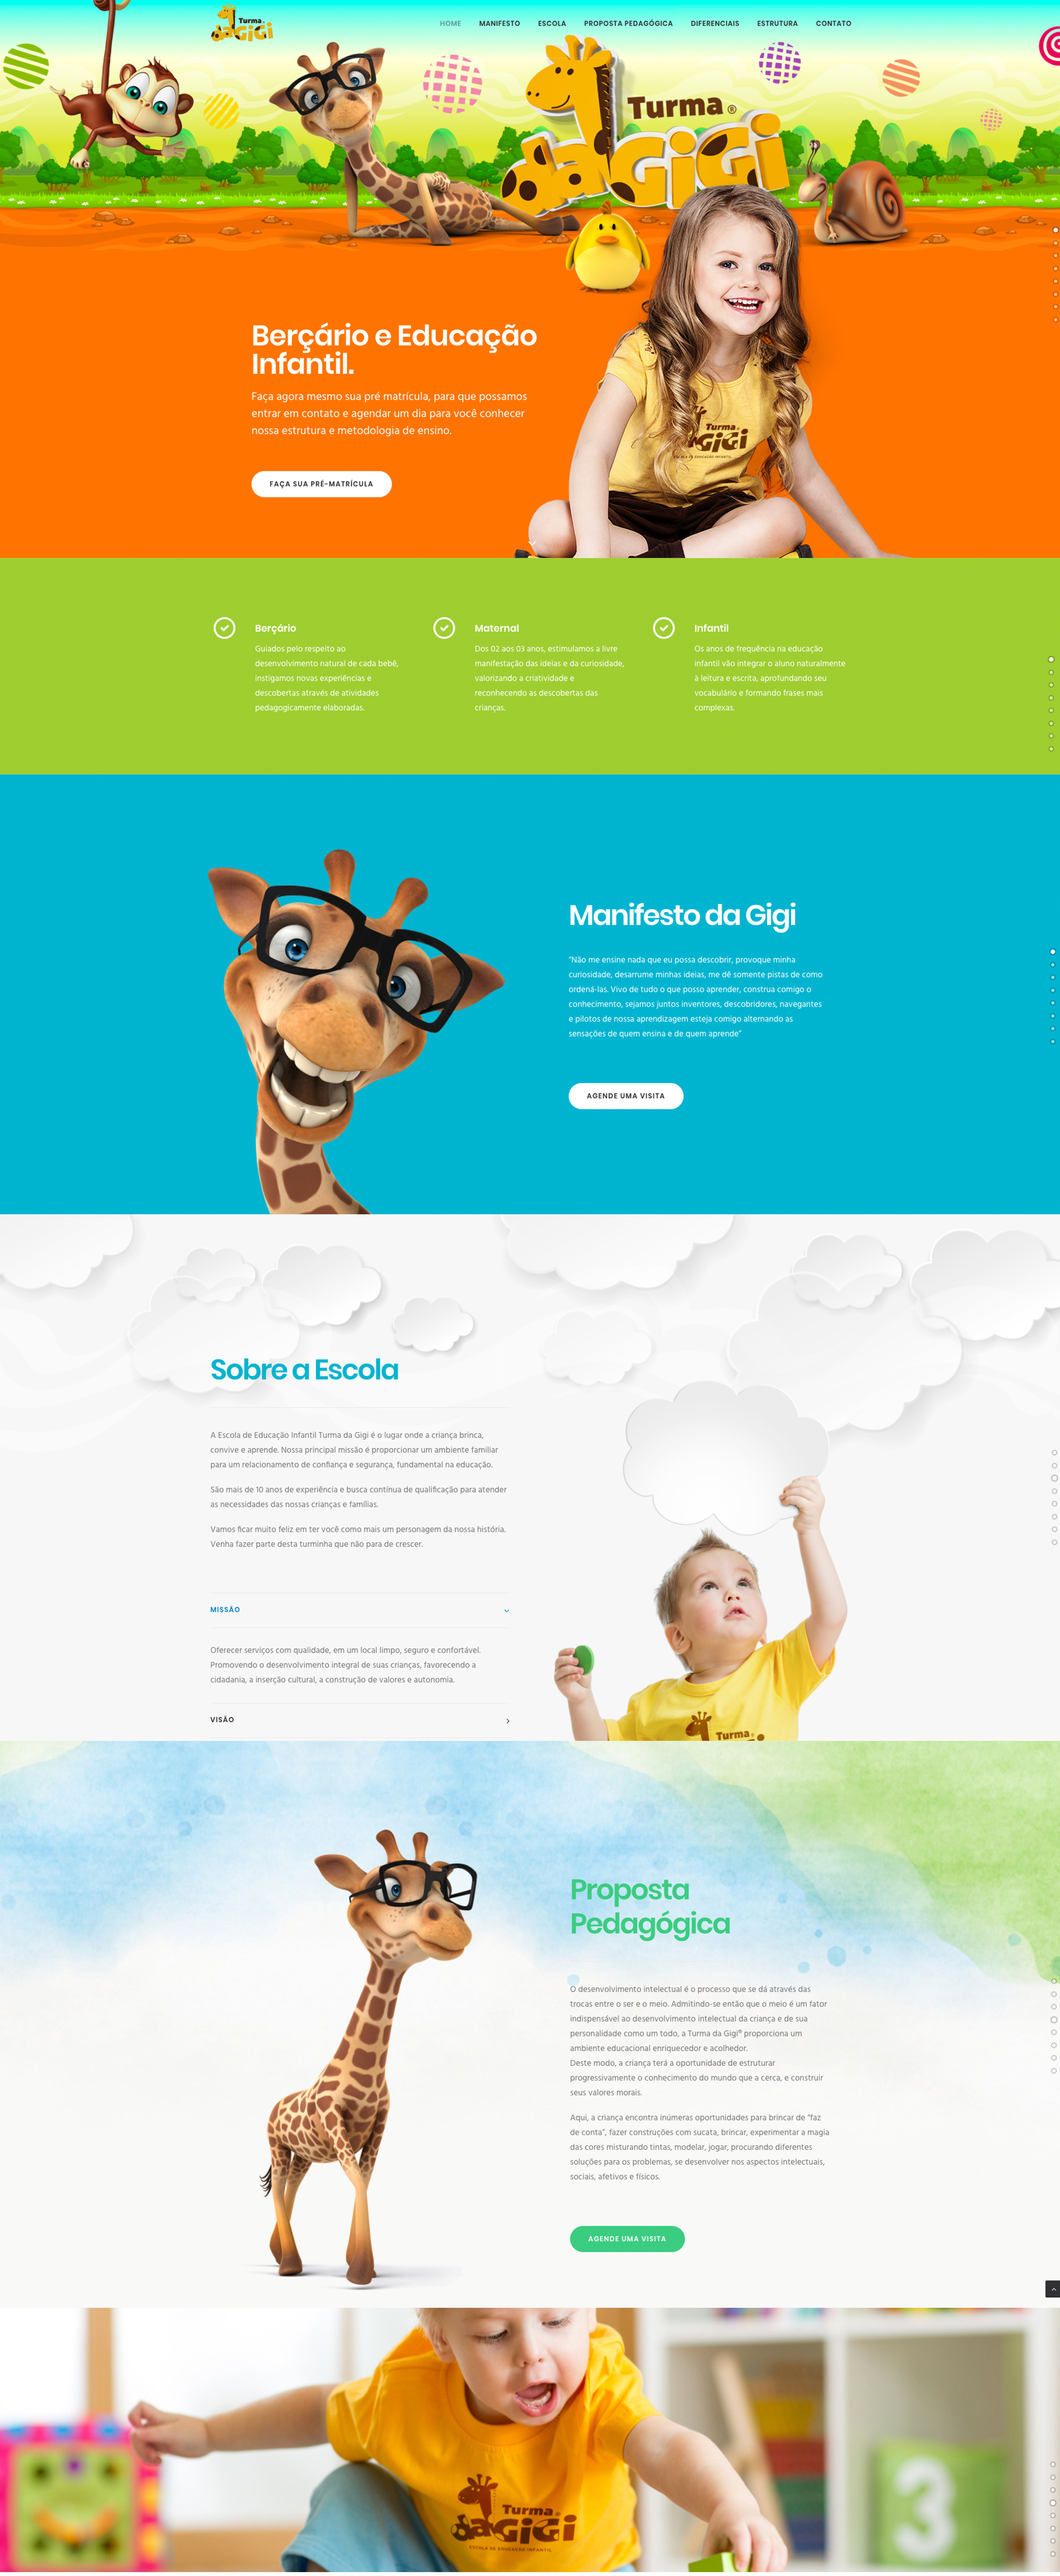 Turma
daGiGi
HOME
MANIFESTO
ESCOLA
PROPOSTA PEDAGÓGICA
DIFERENCIAIS
ESTRUTURA
CONTATO
Turma®
daGiGi
Turma
daGiGi
Berçário e Educação
Infantil.
Faça agora mesmo sua pré matrícula, para que possamos
entrar em contato e agendar um dia para você conhecer
nossa estrutura e metodologia de ensino.
FAÇA SUA PRÉ-MATRÍCULA
Berçário
Guiados pelo respeito ao
desenvolvimento natural de cada bebê,
instigamos novas experiências e
descobertas através de atividades
pedagogicamente elaboradas.
Maternal
Dos 02 aos 03 anos, estimulamos a livre
manifestação das ideias e da curiosidade,
valorizando a criatividade e
reconhecendo as descobertas das
crianças.
Infantil
Os anos de frequência na educação
infantil vão integrar o aluno naturalmente
à leitura e escrita, aprofundando seu
vocabulário e formando frases mais
complexas.
Manifesto da Gigi
"Não me ensine nada que eu possa descobrir, provoque minha
curiosidade, desarrume minhas ideias, me dê somente pistas de como
ordená-las. Vivo de tudo o que posso aprender, construa comigo o
conhecimento, sejamos juntos inventores, descobridores, navegantes
e pilotos de nossa aprendizagem esteja comigo alternando as
sensações de quem ensina e de quem aprende"
AGENDE UMA VISITA
Sobre a Escola
A Escola de Educação Infantil Turma da Gigi é o lugar onde a criança brinca,
convive e aprende. Nossa principal missão é proporcionar um ambiente familiar
para um relacionamento de confiança e segurança, fundamental na educação.
São mais de 10 anos de experiência e busca contínua de qualificação para atender
as necessidades das nossas crianças e famílias.
Vamos ficar muito feliz em ter você como mais um personagem da nossa história.
Venha fazer parte desta turminha que não para de crescer.
MISSÃO
Oferecer serviços com qualidade, em um local limpo, seguro e confortável.
Promovendo o desenvolvimento integral de suas crianças, favorecendo a
cidadania, a inserção cultural, a construção de valores e autonomia.
VISÃO
Turma
Proposta
Pedagógica
O desenvolvimento intelectual é o processo que se dá através das
trocas entre o ser e o meio. Admitindo-se então que o meio é um fator
indispensável ao desenvolvimento intelectual da criança e de sua
personalidade como um todo, a Turma da Gigi® proporciona um
ambiente educacional enriquecedor e acolhedor.
Deste modo, a criança terá a oportunidade de estruturar
progressivamente o conhecimento do mundo que a cerca, e construir
seus valores morais.
Aqui, a criança encontra inúmeras oportunidades para brincar de "faz
de conta", fazer construções com sucata, brincar, experimentar a magia
das cores misturando tintas, modelar, jogar, procurando diferentes
soluções para os problemas, se desenvolver nos aspectos intelectuais,
sociais, afetivos e físicos.
AGENDE UMA VISITA
3
Turma
daGiGi
ESCOLA DE EDUCAÇÃO INFANTIL